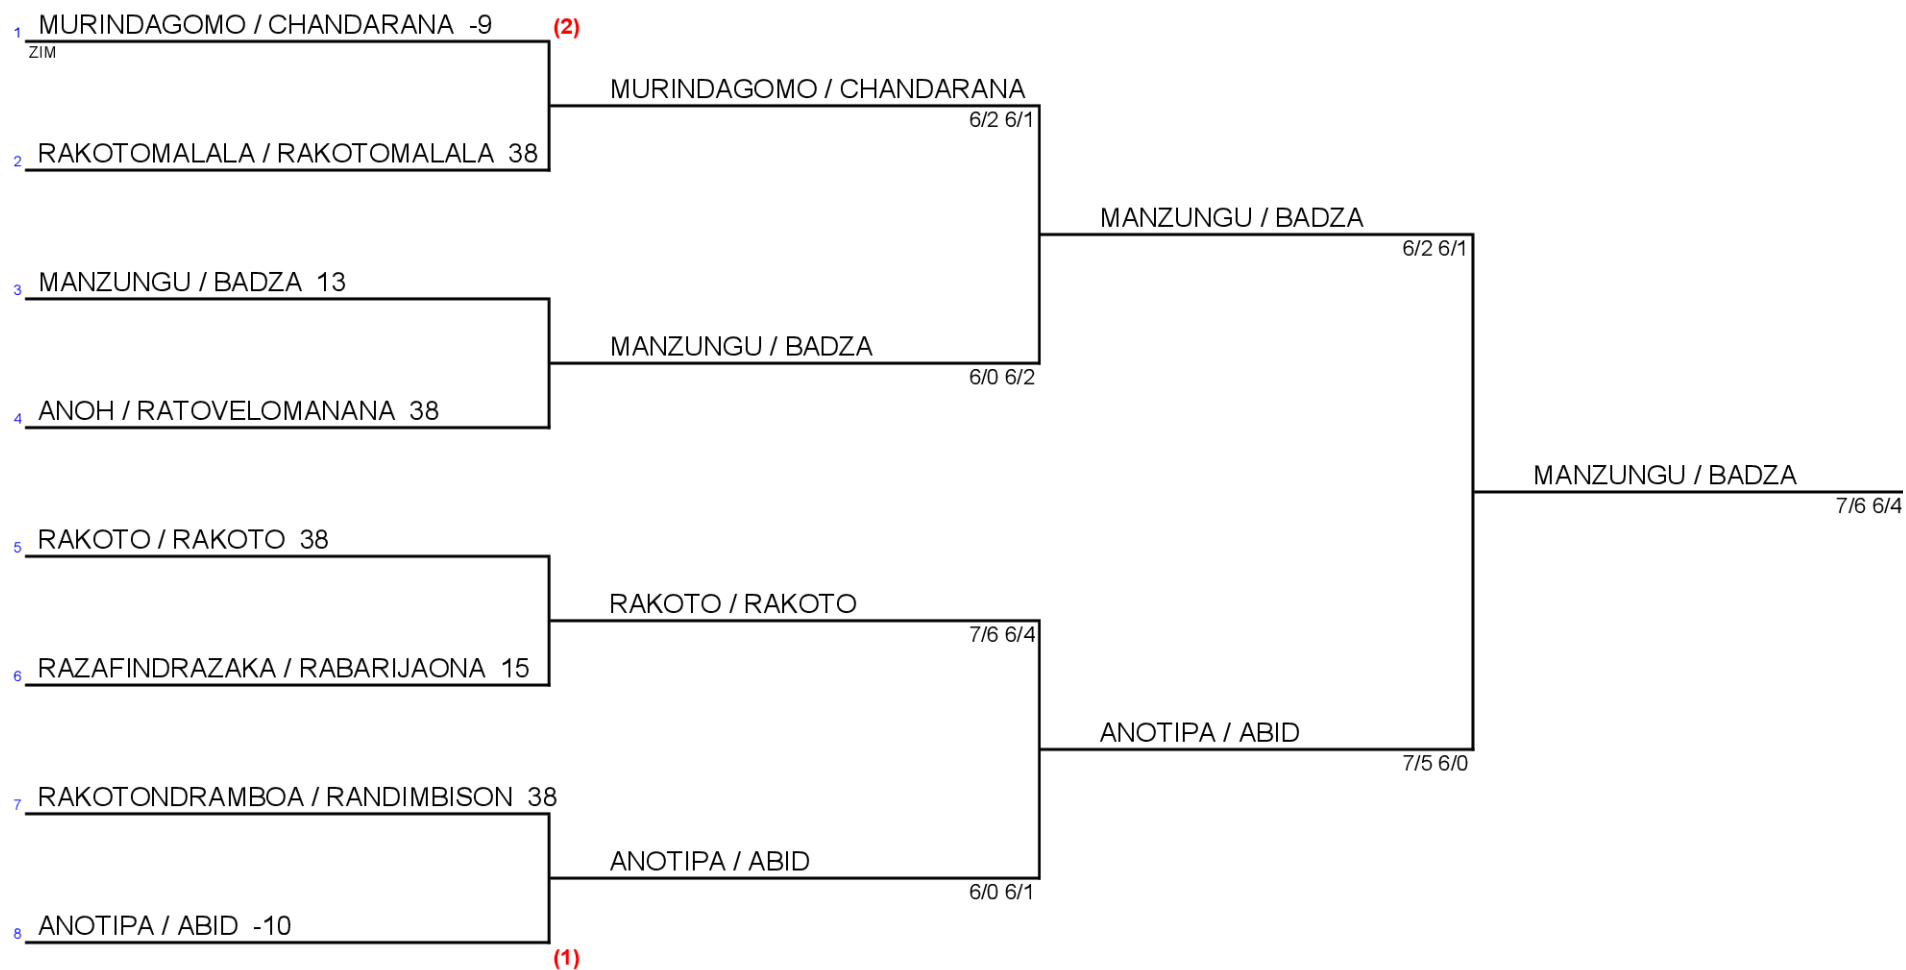 1 MURINDAGOMO / CHANDARANA -9 (2)
ZIM
MURINDAGOMO / CHANDARANA
6/2 6/1
2 RAKOTOMALALA / RAKOTOMALALA 38
MANZUNGU / BADZA
6/2 6/1
3 MANZUNGU / BADZA 13
MANZUNGU / BADZA
6/0 6/2
4 ANOH / RATOVELOMANANA 38
MANZUNGU / BADZA
7/6 6/4
5 RAKOTO / RAKOTO 38
RAKOTO / RAKOTO
7/6 6/4
6 RAZAFINDRAZAKA / RABARIJAONA 15
ANOTIPA / ABID
7/5 6/0
7 RAKOTONDRAMBOA / RANDIMBISON 38
ANOTIPA / ABID
6/0 6/1
8 ANOTIPA / ABID -10
(1)